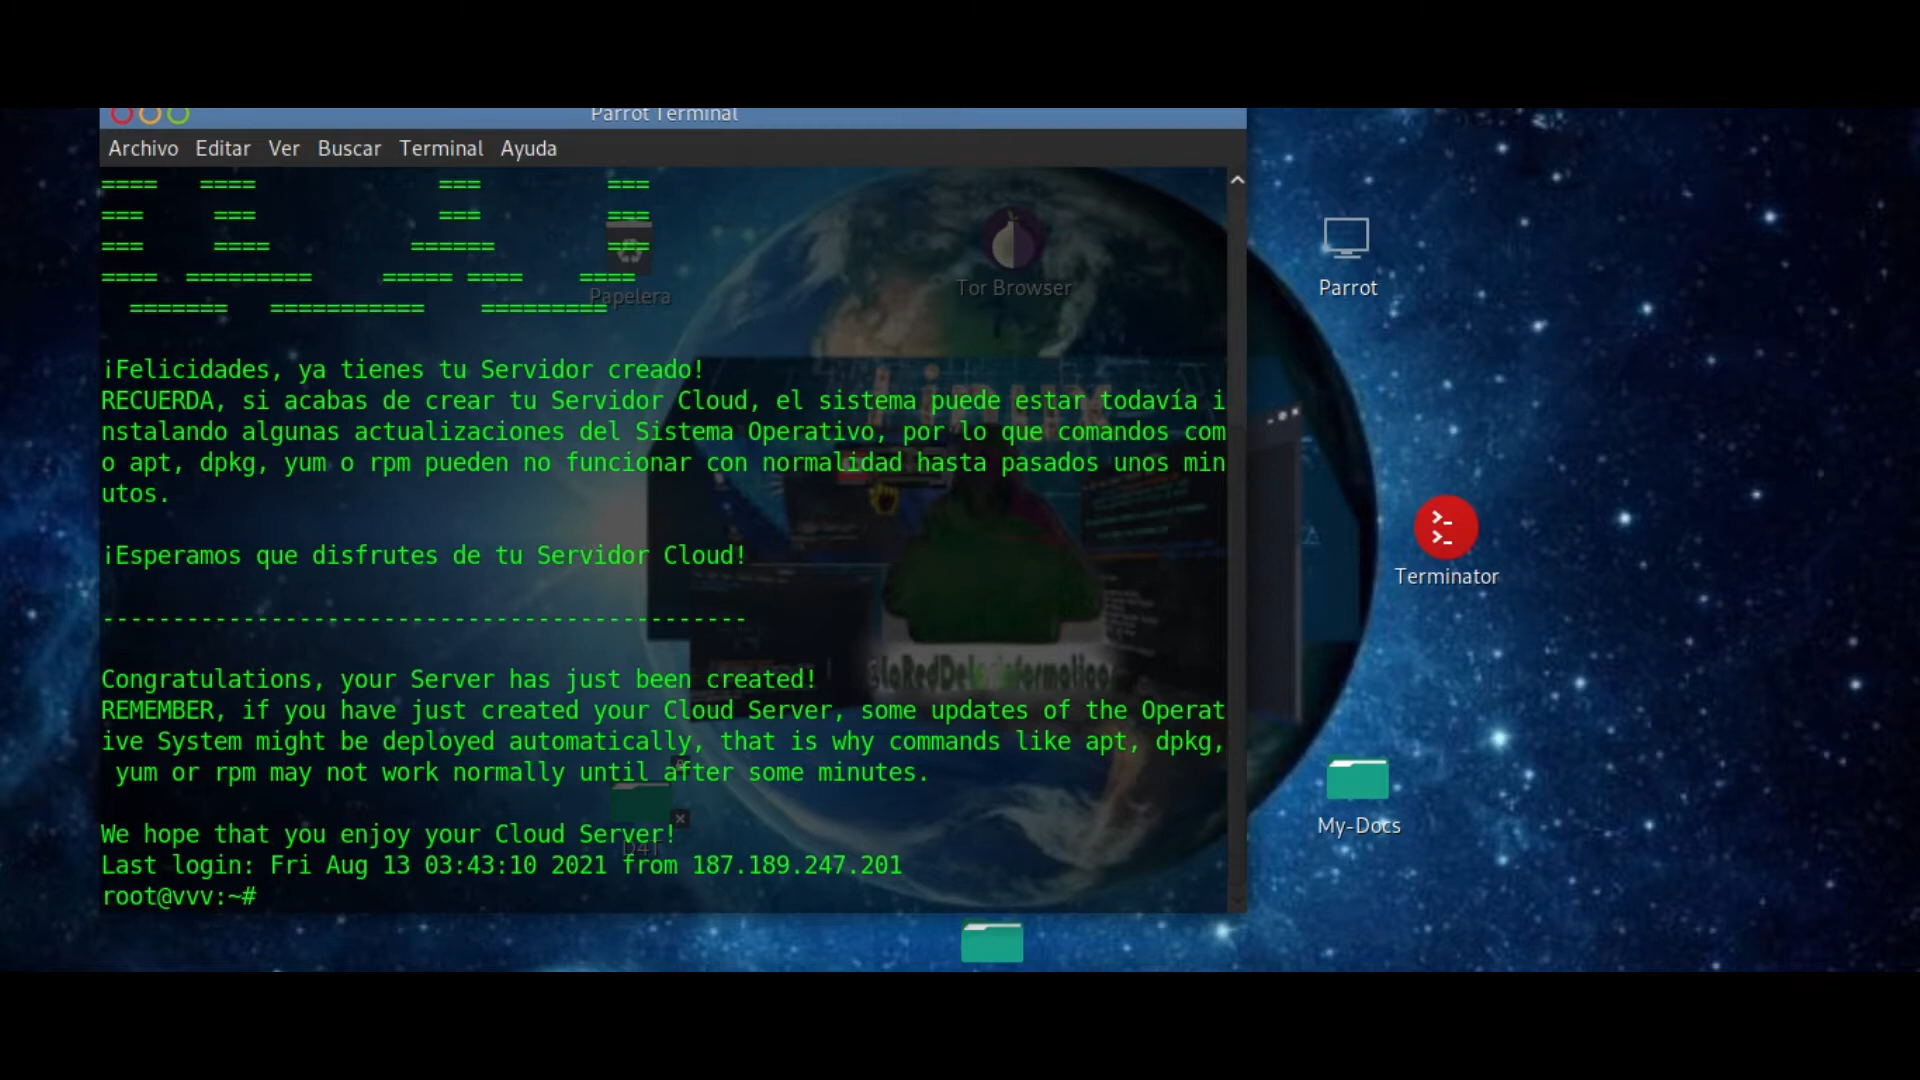 Parrot Terminal
Archivo Editar Ver Buscar Terminal Ayuda
==== ==== === ===
=== === === ===
=== ==== ====== ===
==== ========= ===== ==== ====
======= =========== =========
Papelera
Tor Browser
Parrot
¡Felicidades, ya tienes tu Servidor creado!
RECUERDA, si acabas de crear tu Servidor Cloud, el sistema puede estar todavía i
nstalando algunas actualizaciones del Sistema Operativo, por lo que comandos com
o apt, dpkg, yum o rpm pueden no funcionar con normalidad hasta pasados unos min
utos.
¡Esperamos que disfrutes de tu Servidor Cloud!
----------------------------------------------
Congratulations, your Server has just been created!
REMEMBER, if you have just created your Cloud Server, some updates of the Operat
ive System might be deployed automatically, that is why commands like apt, dpkg,
yum or rpm may not work normally until after some minutes.
We hope that you enjoy your Cloud Server!
Last login: Fri Aug 13 03:43:10 2021 from 187.189.247.201
root@vvv:~#
Linux
Terminator
My-Docs